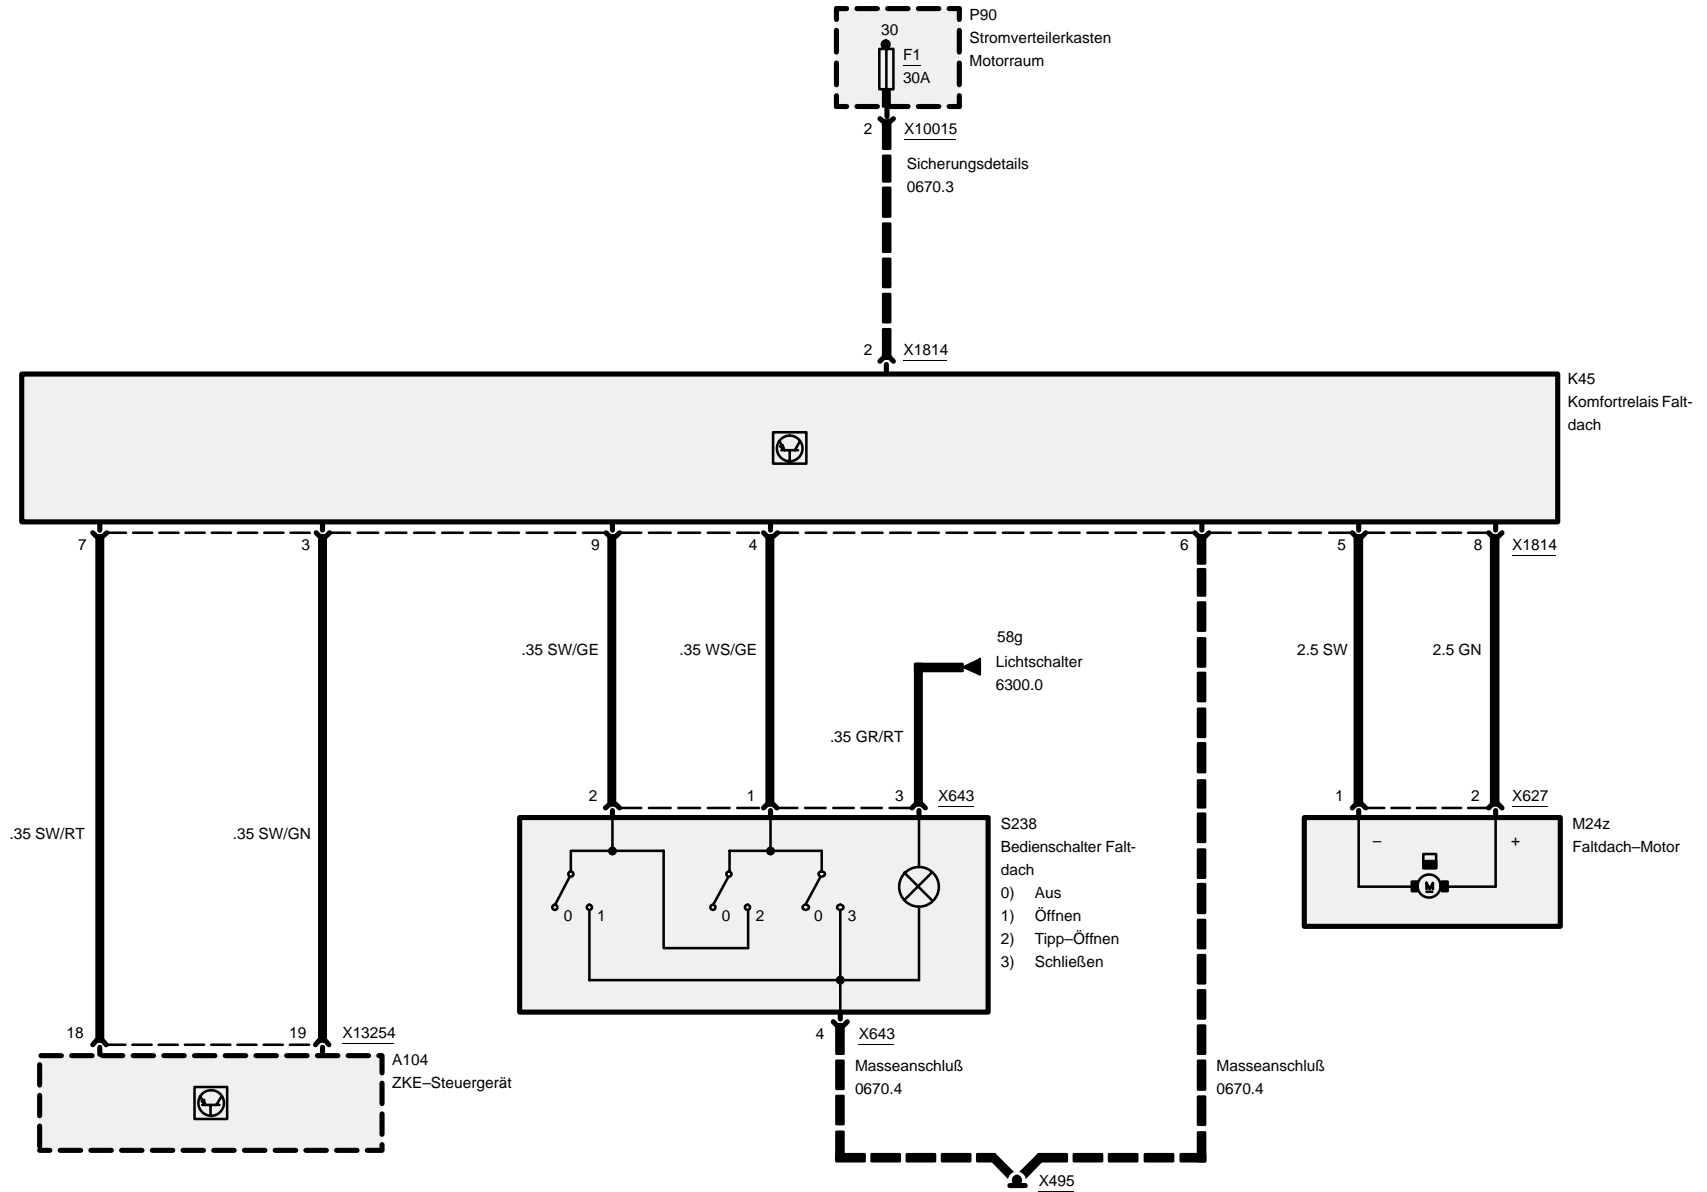 P90
Stromverteilerkasten
Motorraum
30
F1
30A
2 X10015
Sicherungsdetails
0670.3
2 X1814
K45
Komfortrelais Falt-
dach
7 3 9 4 6 5 8 X1814
.35 SW/GE .35 WS/GE 2.5 SW 2.5 GN
58g
Lichtschalter
6300.0
.35 GR/RT
2 1 3 X643 1 2 X627
.35 SW/RT .35 SW/GN
S238
Bedienschalter Falt-
dach
0) Aus
1) Öffnen
2) Tipp–Öffnen
3) Schließen
0 1 0 2 0 3
M24z
Faltdach–Motor
– +
M
18 19 X13254
A104
ZKE–Steuergerät
4 X643
Masseanschluß
0670.4
Masseanschluß
0670.4
X495